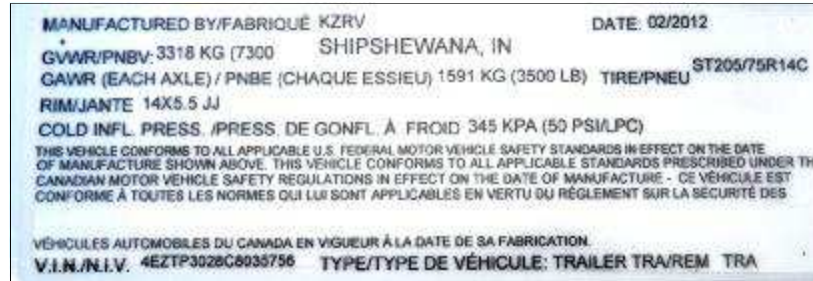 MANUFACTURED BY/FABRIQUÉ KZRV DATE: 02/2012
GVWR/PNBV: 3318 KG (7300 SHIPSHEWANA, IN
GAWR (EACH AXLE) / PNBE (CHAQUE ESSIEU) 1591 KG (3500 LB) TIRE/PNEU ST205/75R14C
RIM/JANTE 14X5.5 JJ
COLD INFL. PRESS. /PRESS. DE GONFL. À FROID 345 KPA (50 PSI/LPC)
THIS VEHICLE CONFORMS TO ALL APPLICABLE U.S. FEDERAL MOTOR VEHICLE SAFETY STANDARDS IN EFFECT ON THE DATE
OF MANUFACTURE SHOWN ABOVE. THIS VEHICLE CONFORMS TO ALL APPLICABLE STANDARDS PRESCRIBED UNDER TH
CANADIAN MOTOR VEHICLE SAFETY REGULATIONS IN EFFECT ON THE DATE OF MANUFACTURE - CE VÉHICULE EST
CONFORME À TOUTES LES NORMES QUI LUI SONT APPLICABLES EN VERTU DU RÉGLEMENT SUR LA SÉCURITÉ DES
VÉHICULES AUTOMOBILES DU CANADA EN VIGUEUR À LA DATE DE SA FABRICATION.
V.I.N./N.I.V. 4EZTP3028C8035756 TYPE/TYPE DE VÉHICULE: TRAILER TRA/REM TRA